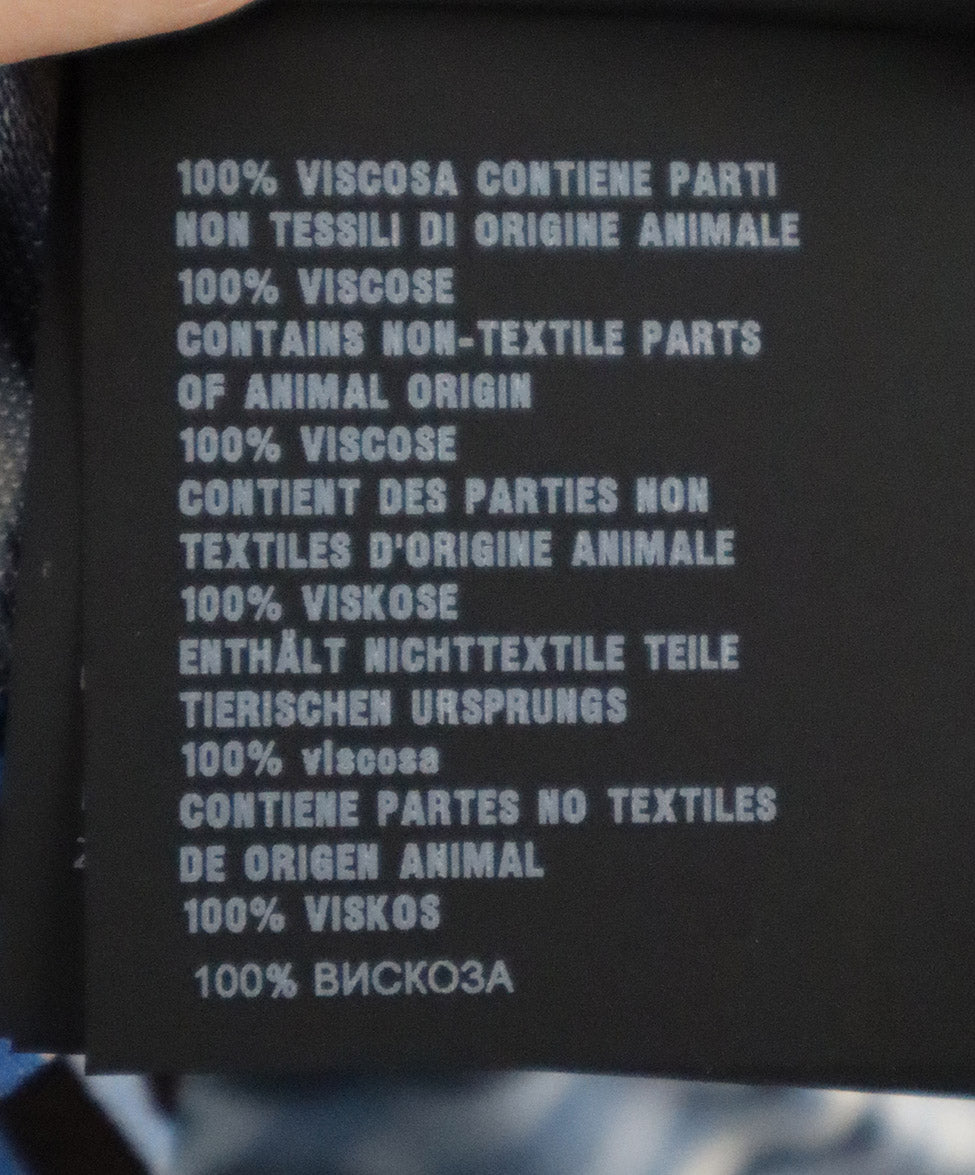 100% VISCOSA CONTIENE PARTI
NON TESSILI DI ORIGINE ANIMALE
100% VISCOSE
CONTAINS NON-TEXTILE PARTS
OF ANIMAL ORIGIN
100% VISCOSE
CONTIENT DES PARTIES NON
TEXTILES D'ORIGINE ANIMALE
100% VISKOSE
ENTHÄLT NICHTTEXTILE TEILE
TIERISCHEN URSPRUNGS
100% viscosa
CONTIENE PARTES NO TEXTILES
DE ORIGEN ANIMAL
100% VISKOS
100% ВИСКОЗА